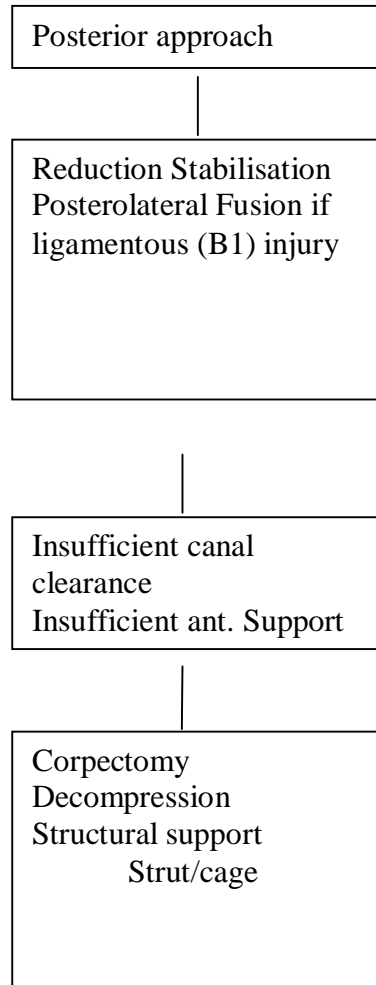 Posterior approach
Reduction Stabilisation
Posterolateral Fusion if
ligamentous (B1) injury
Insufficient canal
clearance
Insufficient ant. Support
Corpectomy
Decompression
Structural support
Strut/cage